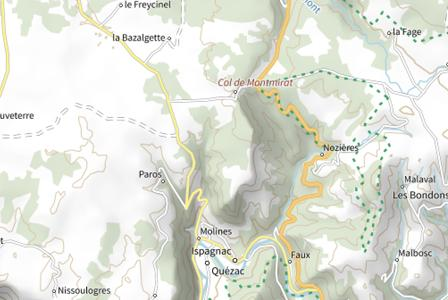 le Freycinel
mont
la Bazalgette
la Fage
Col de Montmirat
uveterre
Nozières
Paros
Malaval
Les Bondons
Molines
Ispagnac
Quézac
Faux
Malbosc
Nissoulogres
t